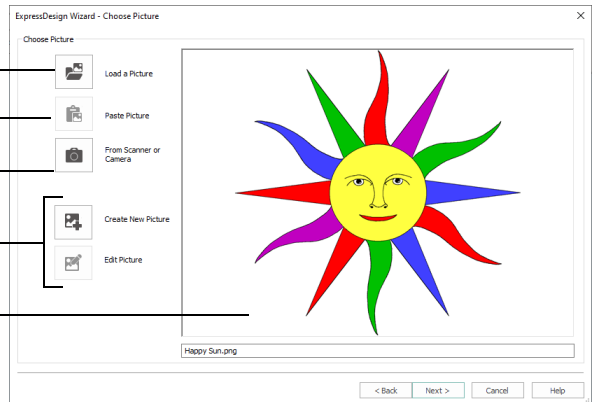 ExpressDesign Wizard - Choose Picture
Choose Picture
Load a Picture
Paste Picture
From Scanner or
Camera
Create New Picture
Edit Picture
Happy Sun.png
< Back
Next >
Cancel
Help